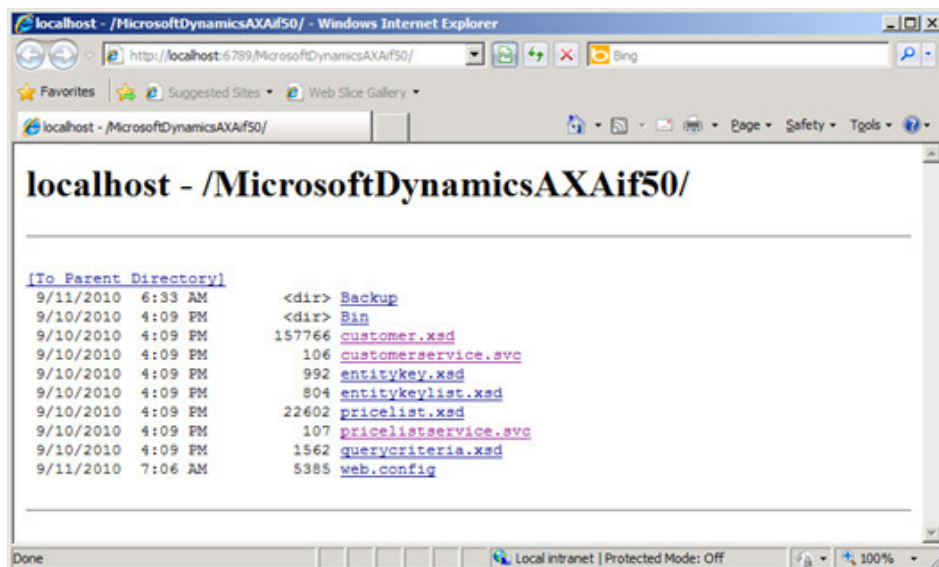 localhost - /MicrosoftDynamicsAXAif50/ - Windows Internet Explorer
http://localhost:6789/MicrosoftDynamicsAXAif50/
Bing
Favorites Suggested Sites Web Slice Gallery
localhost - /MicrosoftDynamicsAXAif50/
Page Safety Tools
localhost - /MicrosoftDynamicsAXAif50/
[To Parent Directory]
9/11/2010 6:33 AM <dir> Backup
9/10/2010 4:09 PM <dir> Bin
9/10/2010 4:09 PM 157766 customer.xsd
9/10/2010 4:09 PM 106 customerservice.svc
9/10/2010 4:09 PM 992 entitykey.xsd
9/10/2010 4:09 PM 804 entitykeylist.xsd
9/10/2010 4:09 PM 22602 pricelist.xsd
9/10/2010 4:09 PM 107 pricelistservice.svc
9/10/2010 4:09 PM 1562 querycriteria.xsd
9/11/2010 7:06 AM 5385 web.config
Done Local intranet | Protected Mode: Off 100%